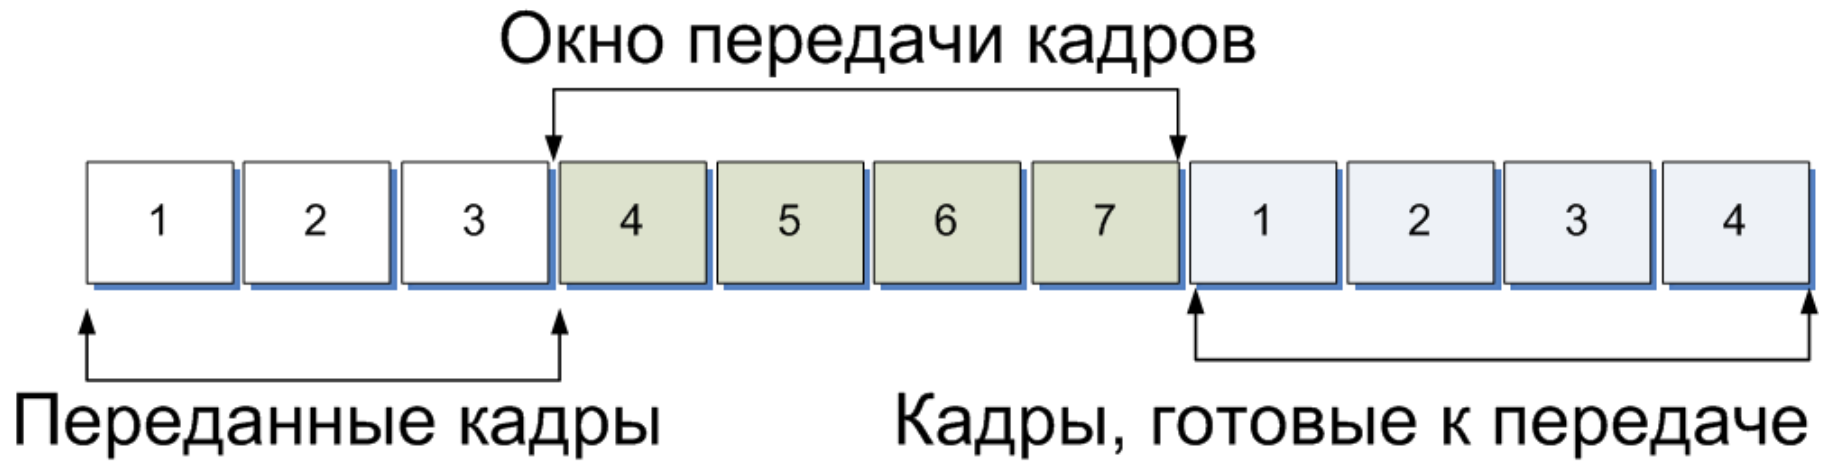 Окно передачи кадров
1 2 3 4 5 6 7 1 2 3 4
Переданные кадры
Кадры, готовые к передаче